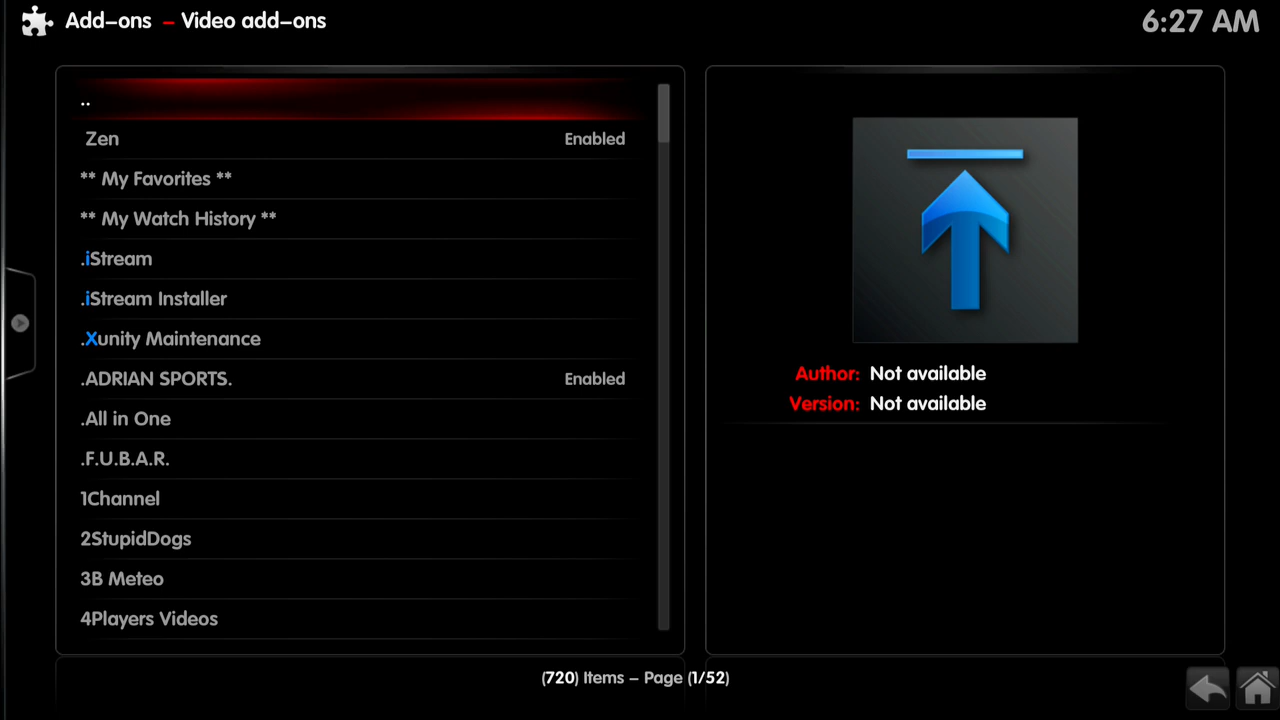 Add-ons - Video add-ons
6:27 AM
..
Zen Enabled
** My Favorites **
** My Watch History **
.iStream
.iStream Installer
.Xunity Maintenance
.ADRIAN SPORTS. Enabled
.All in One
.F.U.B.A.R.
1Channel
2StupidDogs
3B Meteo
4Players Videos
Author: Not available
Version: Not available
(720) Items - Page (1/52)